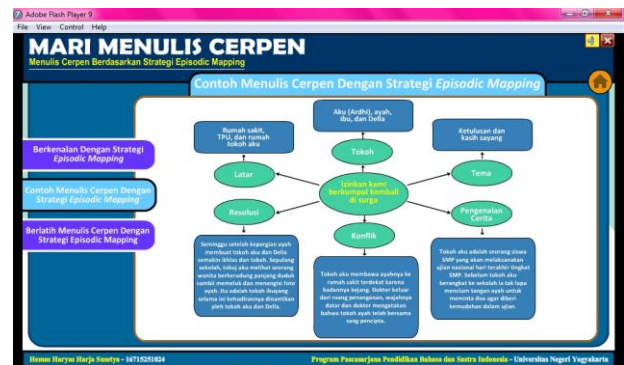 Adobe Flash Player 9
File View Control Help
MARI MENULIS CERPEN
Menulis Cerpen Berdasarkan Strategi Episodic Mapping
Contoh Menulis Cerpen Dengan Strategi Episodic Mapping
Berkenalan Dengan Strategi
Episodic Mapping
Contoh Menulis Cerpen Dengan
Strategi Episodic Mapping
Berlatih Menulis Cerpen Dengan
Strategi Episodic Mapping
Aku (Ardhi), ayah,
ibu, dan Della
Tokoh
Rumah sakit,
TPU, dan rumah
tokoh aku
Latar
Ketulusan dan
kasih sayang
Tema
Izinkan kami
berkumpul kembali
di surga
Resolusi
Seminggu setelah kepergian ayah
membuat tokoh aku dan Della
semakin ikhlas dan tabah. Sepulang
sekolah, tokoj aku melihat seorang
wanita berkerudung panjang duduk
sambil memeluk dan menangisi foto
ayah. Itu adalah tokoh ibuyang
selama ini kehadirannya dinantikan
oleh tokoh aku dan Della.
Konflik
Tokoh aku membawa ayahnya ke
rumah sakit terdekat karena
badannya kejang. Dokter keluar
dari ruang penanganan, wajahnya
datar dan dokter mengatakan
bahwa tokoh ayah telah bersama
sang pencipta.
Pengenalan
Cerita
Tokoh aku adalah seorang siswa
SMP yang akan melaksanakan
ujian nasional hari terakhir tingkat
SMP. Sebelum tokoh aku
berangkat ke sekolah ia tak lupa
mencium tangan ayah untuk
meminta doa agar diberi
kemudahan dalam ujian.
Hemas Haryas Harja Susetya - 16715251024
Program Pascasarjana Pendidikan Bahasa dan Sastra Indonesia - Universitas Negeri Yogyakarta